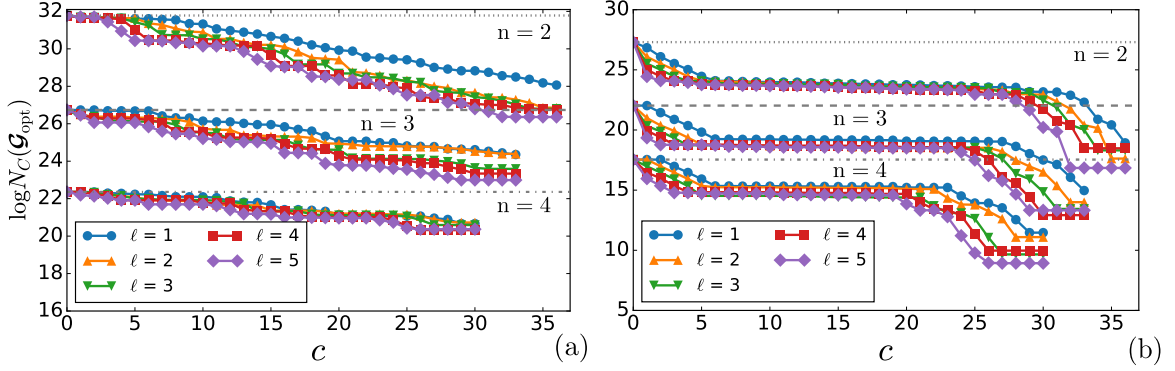 log N_C(𝓖_opt)
32
30
28
26
24
22
20
18
16
n = 2
n = 3
n = 4
ℓ = 1
ℓ = 2
ℓ = 3
ℓ = 4
ℓ = 5
0 5 10 15 20 25 30 35
c
(a)
30
25
20
15
10
5
n = 2
n = 3
n = 4
ℓ = 1
ℓ = 2
ℓ = 3
ℓ = 4
ℓ = 5
0 5 10 15 20 25 30 35
c
(b)